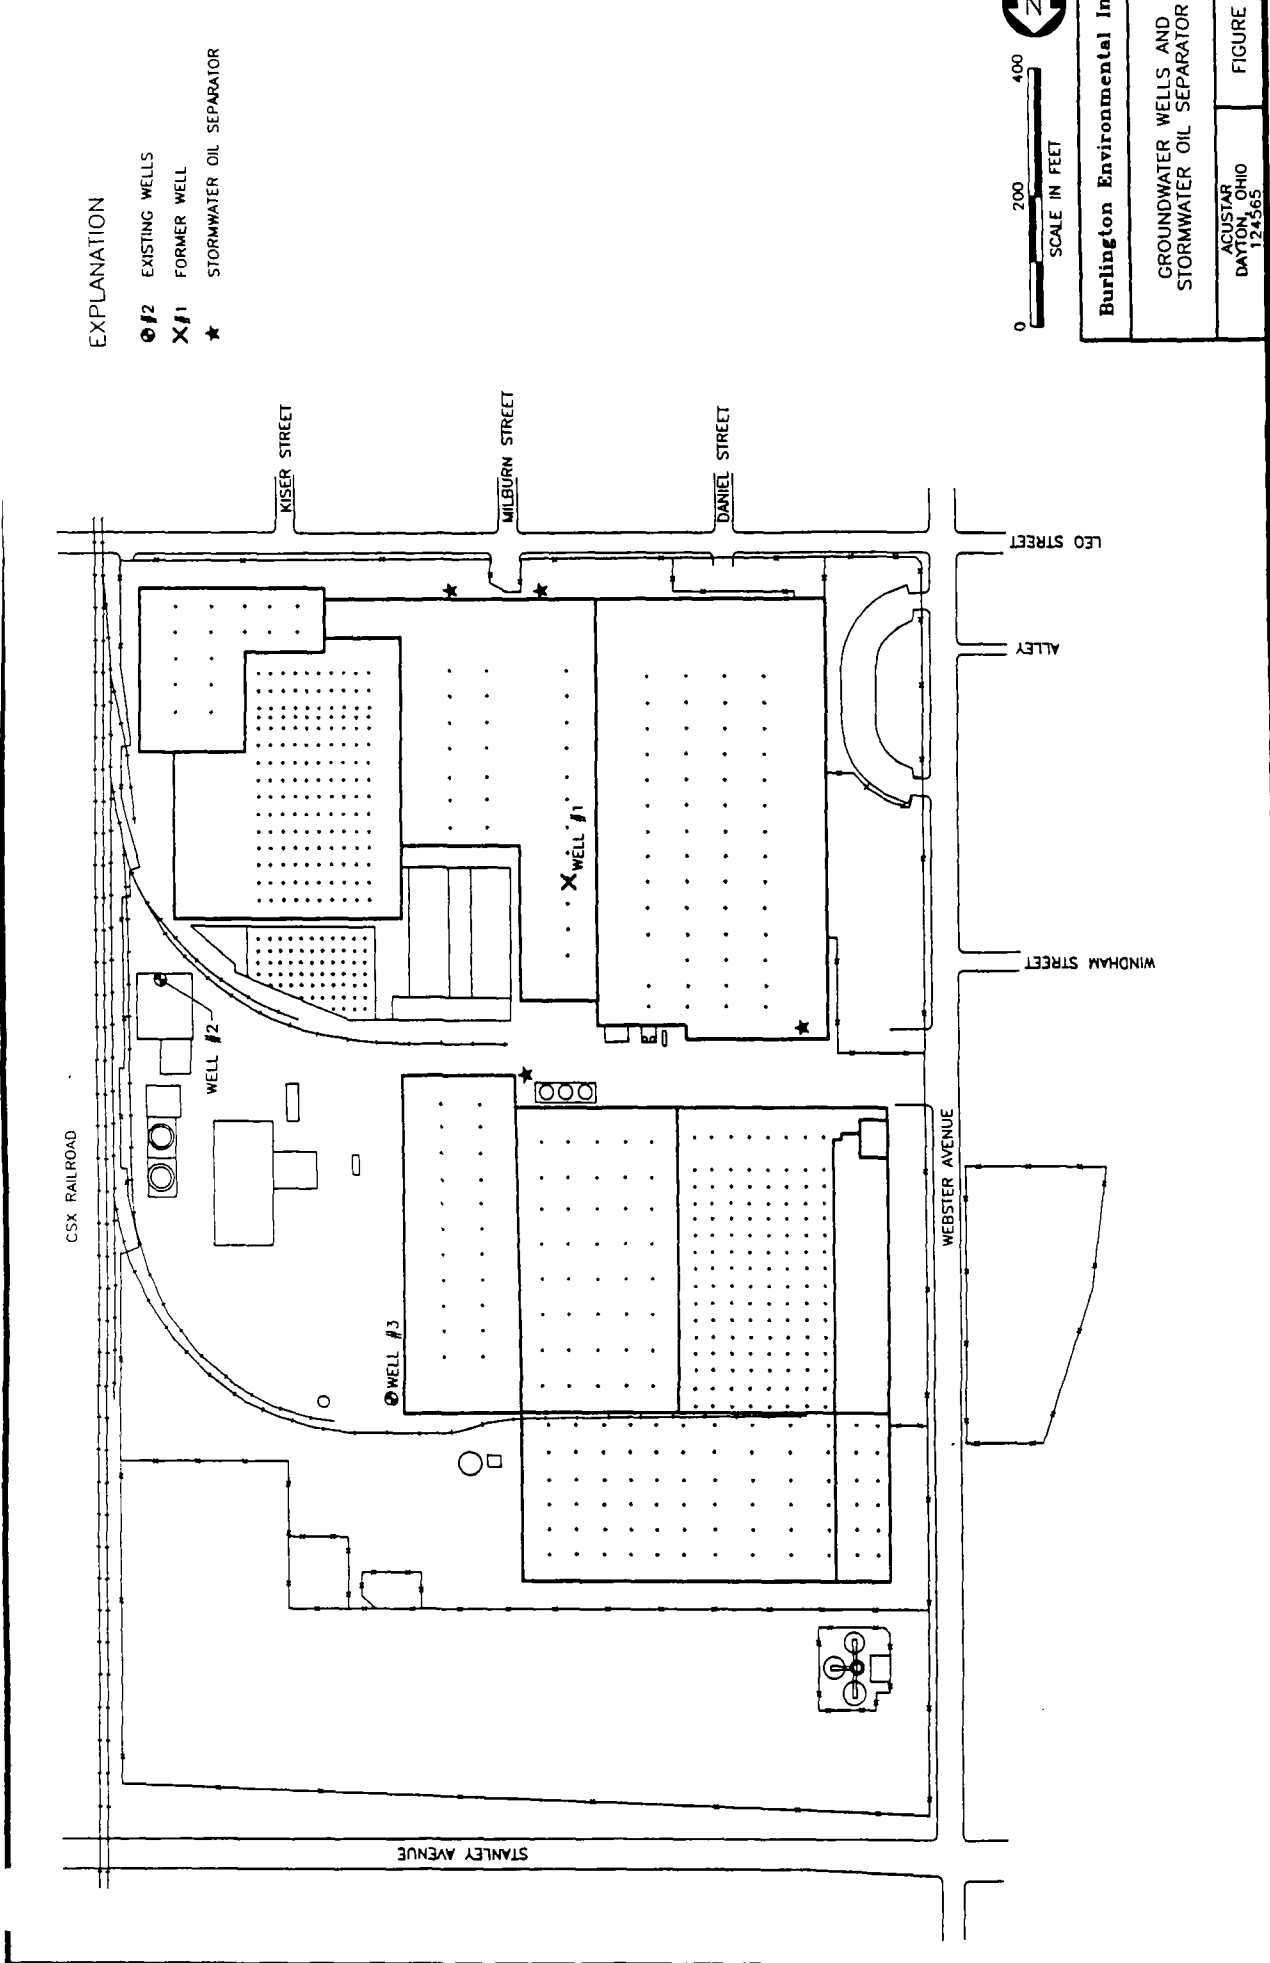 EXPLANATION
#2 EXISTING WELLS
#1 FORMER WELL
STORMWATER OIL SEPARATOR
CSX RAILROAD
KISER STREET
MILBURN STREET
DANIEL STREET
LEO STREET
ALLEY
WINDHAM STREET
WEBSTER AVENUE
STANLEY AVENUE
WELL #1
WELL #2
WELL #3
N
0 200 400
SCALE IN FEET
Burlington Environmental In
GROUNDWATER WELLS AND
STORMWATER OIL SEPARATOR
ACUSTAR
DAYTON, OHIO
124565
FIGURE